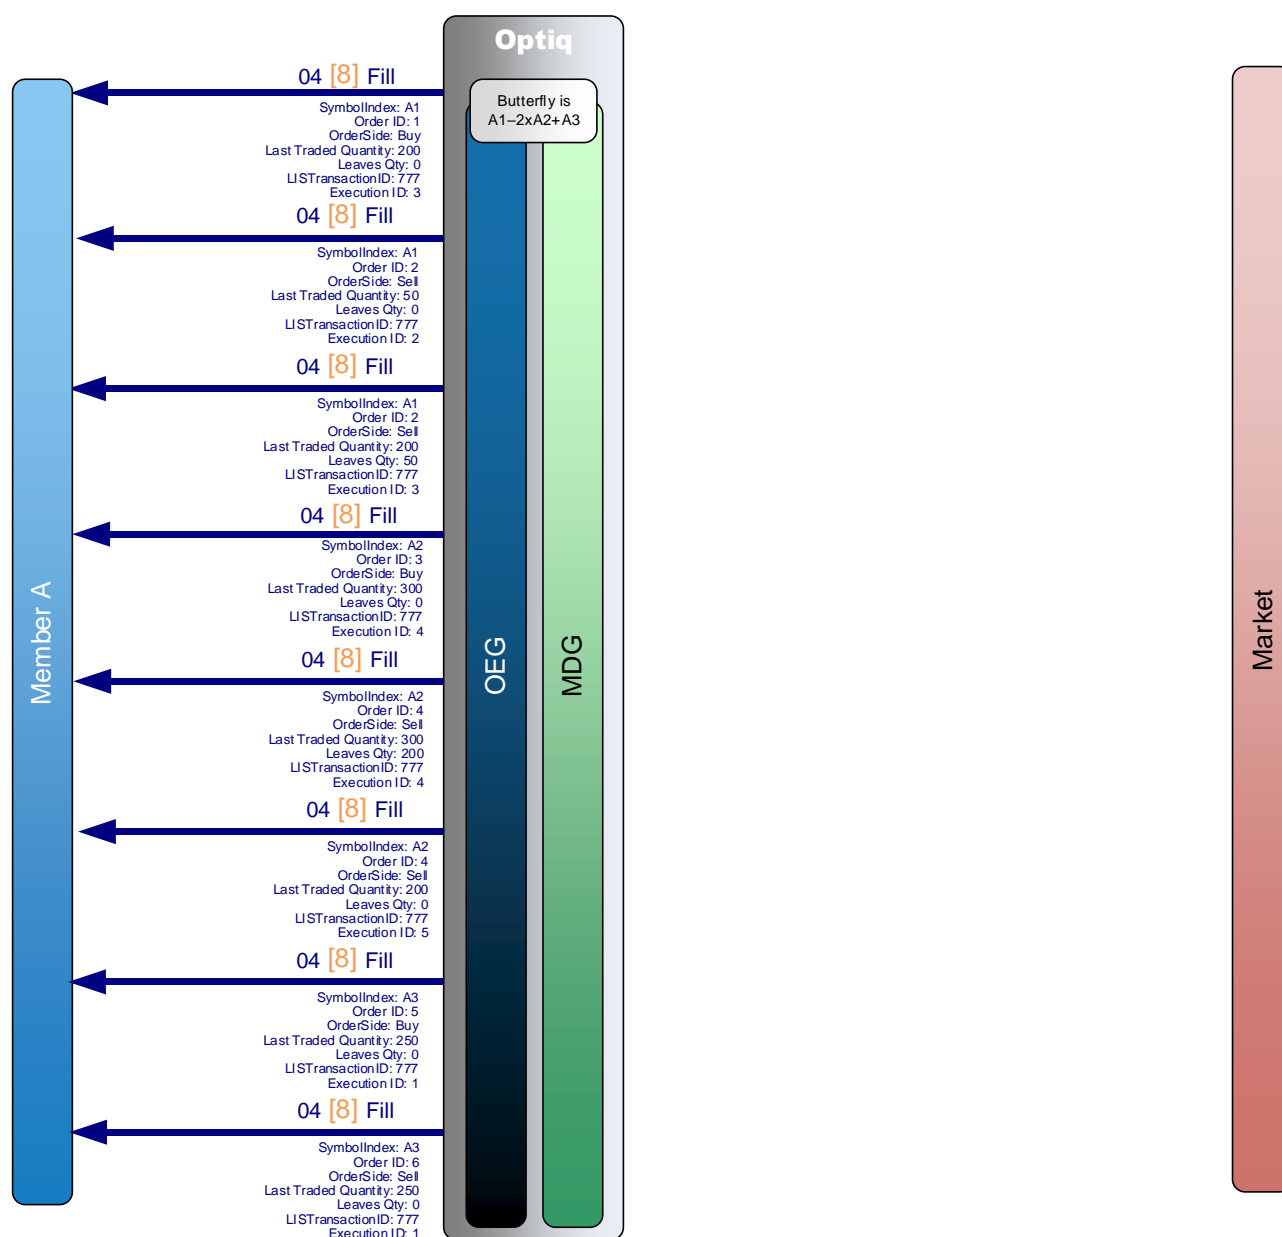 Optiq
Butterfly is
A1–2xA2+A3
Member A
OEG
MDG
Market
04 [8] Fill
SymbolIndex: A1
Order ID: 1
OrderSide: Buy
Last Traded Quantity: 200
Leaves Qty: 0
LISTransactionID: 777
Execution ID: 3
04 [8] Fill
SymbolIndex: A1
Order ID: 2
OrderSide: Sell
Last Traded Quantity: 50
Leaves Qty: 0
LISTransactionID: 777
Execution ID: 2
04 [8] Fill
SymbolIndex: A1
Order ID: 2
OrderSide: Sell
Last Traded Quantity: 200
Leaves Qty: 50
LISTransactionID: 777
Execution ID: 3
04 [8] Fill
SymbolIndex: A2
Order ID: 3
OrderSide: Buy
Last Traded Quantity: 300
Leaves Qty: 0
LISTransactionID: 777
Execution ID: 4
04 [8] Fill
SymbolIndex: A2
Order ID: 4
OrderSide: Sell
Last Traded Quantity: 300
Leaves Qty: 200
LISTransactionID: 777
Execution ID: 4
04 [8] Fill
SymbolIndex: A2
Order ID: 4
OrderSide: Sell
Last Traded Quantity: 200
Leaves Qty: 0
LISTransactionID: 777
Execution ID: 5
04 [8] Fill
SymbolIndex: A3
Order ID: 5
OrderSide: Buy
Last Traded Quantity: 250
Leaves Qty: 0
LISTransactionID: 777
Execution ID: 1
04 [8] Fill
SymbolIndex: A3
Order ID: 6
OrderSide: Sell
Last Traded Quantity: 250
Leaves Qty: 0
LISTransactionID: 777
Execution ID: 1